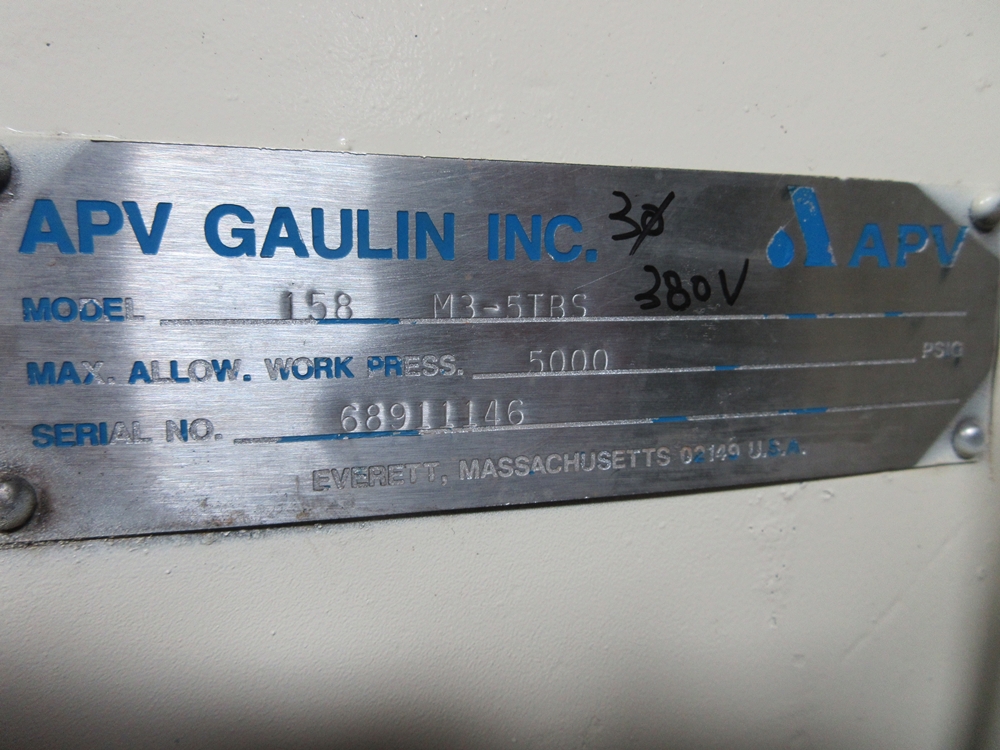 APV GAULIN INC. 3ø APV
380V
MODEL 158 M3-5TBS
MAX. ALLOW. WORK PRESS. 5000 PSIG
SERIAL NO. 68911146
EVERETT, MASSACHUSETTS 02149 U.S.A.